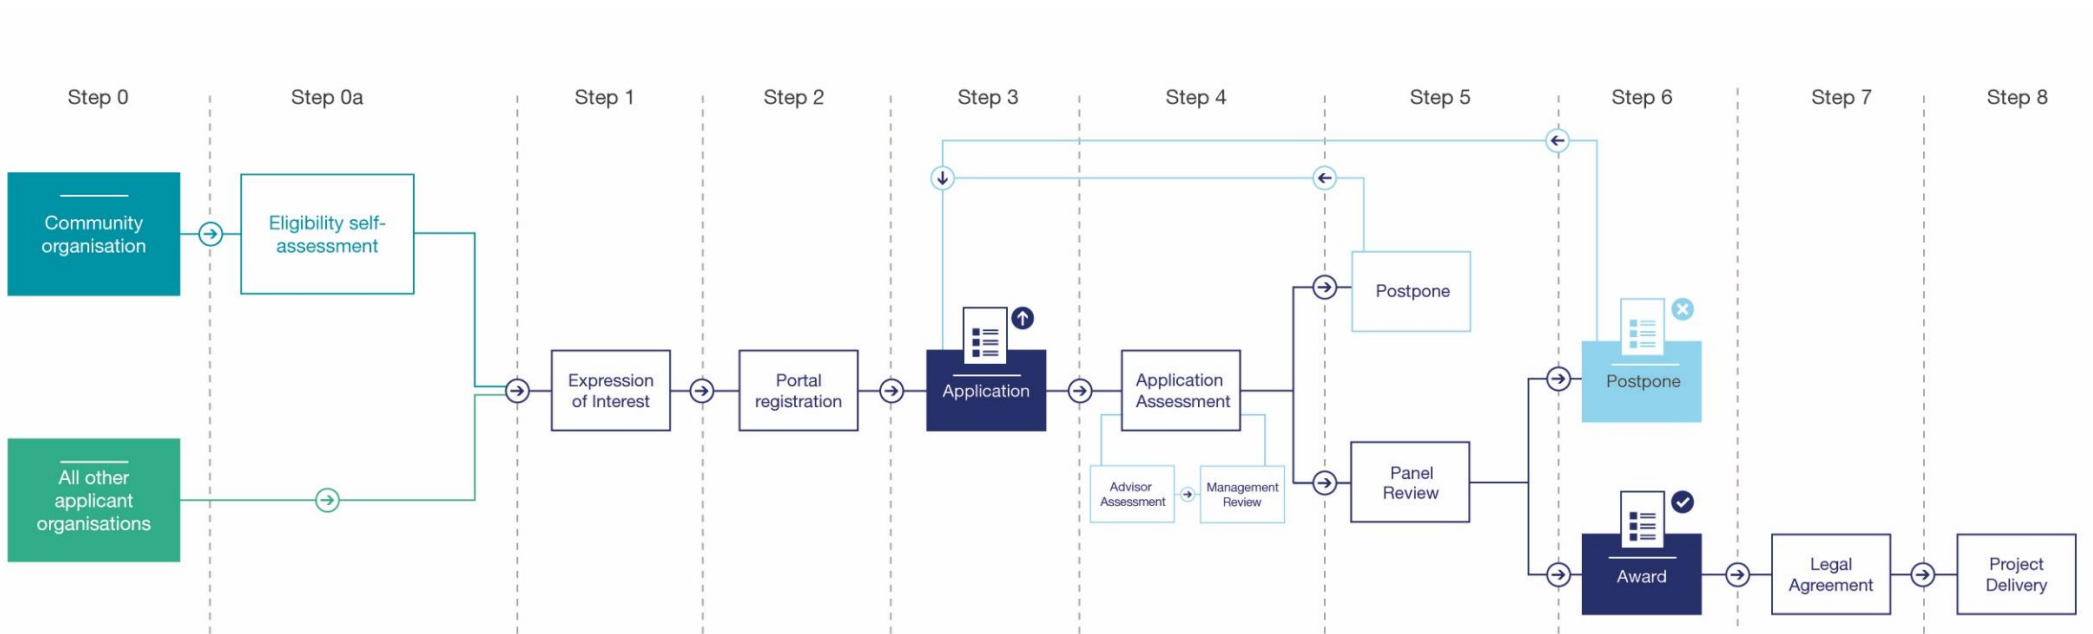 Step 0
Step 0a
Step 1
Step 2
Step 3
Step 4
Step 5
Step 6
Step 7
Step 8
Community
organisation
Eligibility self-
assessment
All other
applicant
organisations
Expression
of Interest
Portal
registration
Application
Application
Assessment
Advisor
Assessment
Management
Review
Postpone
Panel
Review
Postpone
Award
Legal
Agreement
Project
Delivery